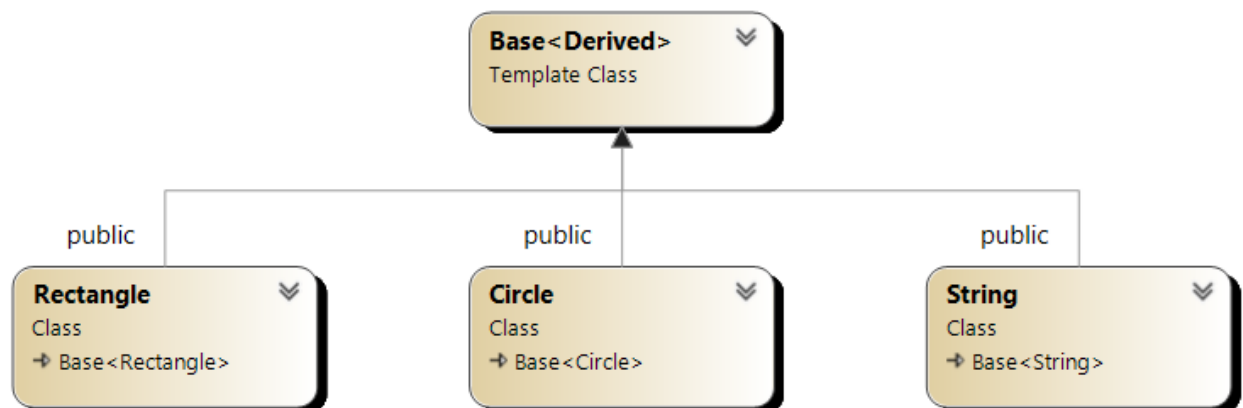 Base<Derived>
Template Class
public
public
public
Rectangle
Class
Base<Rectangle>
Circle
Class
Base<Circle>
String
Class
Base<String>